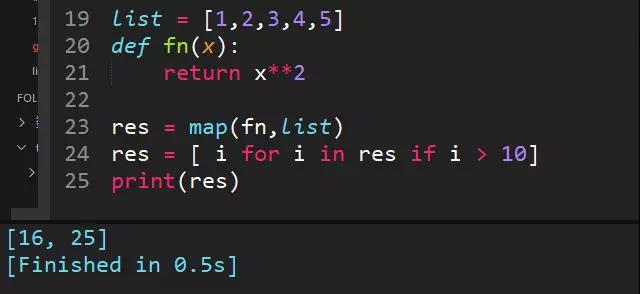 1
g
li
FOL
19 list = [1,2,3,4,5]
20 def fn(x):
21     return x**2
22
23 res = map(fn,list)
24 res = [ i for i in res if i > 10]
25 print(res)
[16, 25]
[Finished in 0.5s]